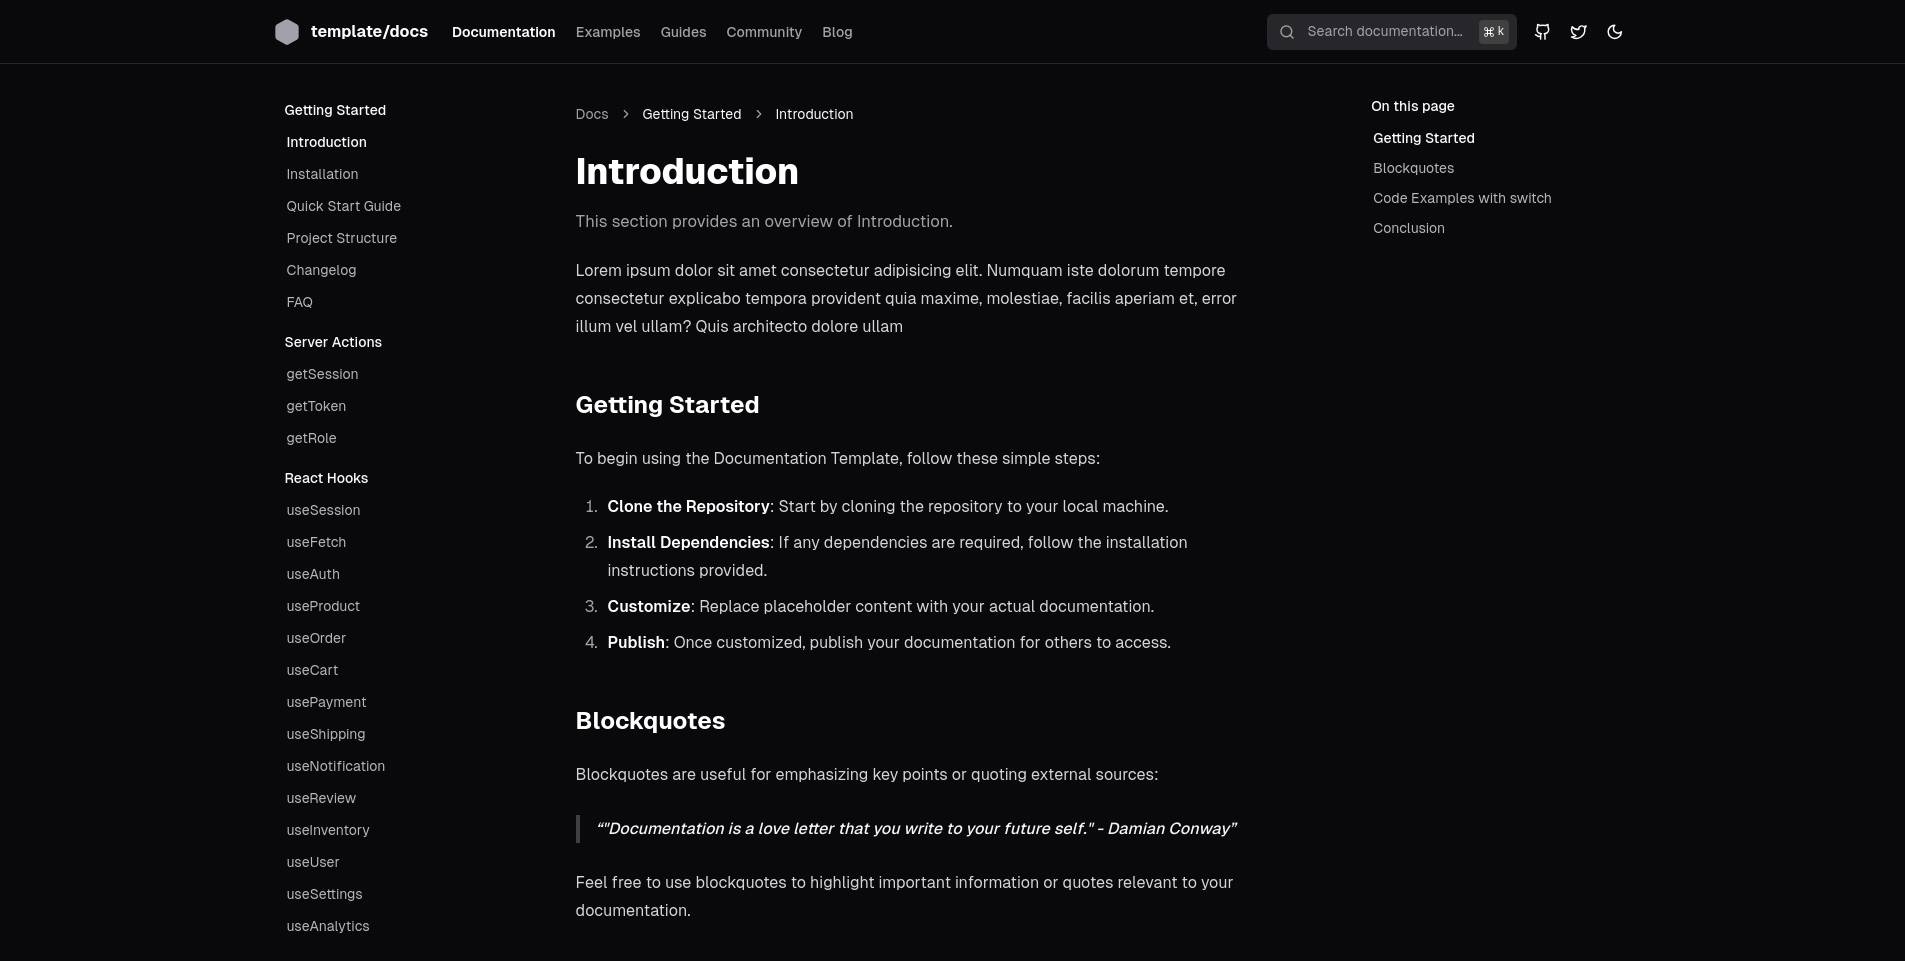 template/docs
Documentation
Examples
Guides
Community
Blog
Search documentation...
⌘ k
Getting Started
Introduction
Installation
Quick Start Guide
Project Structure
Changelog
FAQ
Server Actions
getSession
getToken
getRole
React Hooks
useSession
useFetch
useAuth
useProduct
useOrder
useCart
usePayment
useShipping
useNotification
useReview
useInventory
useUser
useSettings
useAnalytics
Docs > Getting Started > Introduction
Introduction
This section provides an overview of Introduction.
Lorem ipsum dolor sit amet consectetur adipisicing elit. Numquam iste dolorum tempore
consectetur explicabo tempora provident quia maxime, molestiae, facilis aperiam et, error
illum vel ullam? Quis architecto dolore ullam
Getting Started
To begin using the Documentation Template, follow these simple steps:
1. Clone the Repository: Start by cloning the repository to your local machine.
2. Install Dependencies: If any dependencies are required, follow the installation
instructions provided.
3. Customize: Replace placeholder content with your actual documentation.
4. Publish: Once customized, publish your documentation for others to access.
Blockquotes
Blockquotes are useful for emphasizing key points or quoting external sources:
“"Documentation is a love letter that you write to your future self." - Damian Conway”
Feel free to use blockquotes to highlight important information or quotes relevant to your
documentation.
On this page
Getting Started
Blockquotes
Code Examples with switch
Conclusion